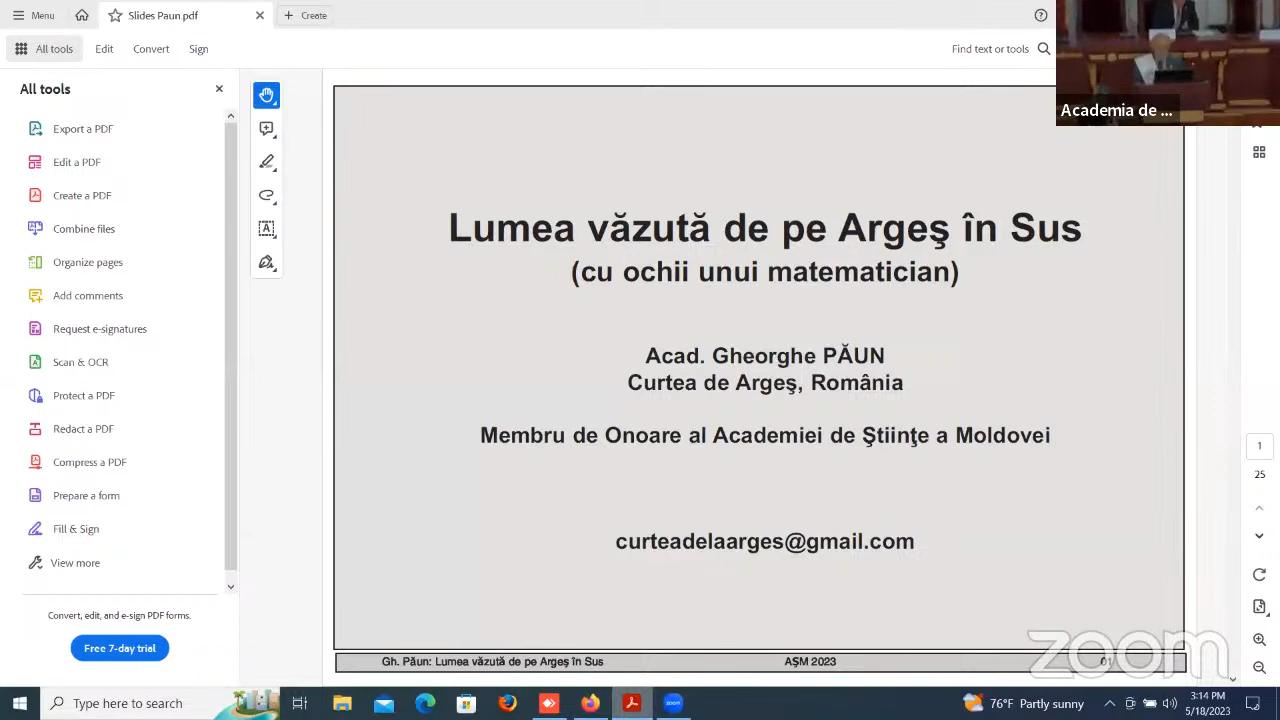 Menu
Slides Paun.pdf
Create
All tools
Edit
Convert
Sign
Find text or tools
Academia de ...
All tools
Export a PDF
Edit a PDF
Create a PDF
Combine files
Organize pages
Add comments
Request e-signatures
Scan & OCR
Protect a PDF
Redact a PDF
Compress a PDF
Prepare a form
Fill & Sign
View more
Convert, edit, and e-sign PDF forms.
Free 7-day trial
Lumea văzută de pe Argeş în Sus
(cu ochii unui matematician)
Acad. Gheorghe PĂUN
Curtea de Argeş, România
Membru de Onoare al Academiei de Ştiinţe a Moldovei
curteadelaarges@gmail.com
Gh. Păun: Lumea văzută de pe Argeş în Sus
AŞM 2023
01
1
25
zoom
Type here to search
zoom
76°F Partly sunny
3:14 PM
5/18/2023